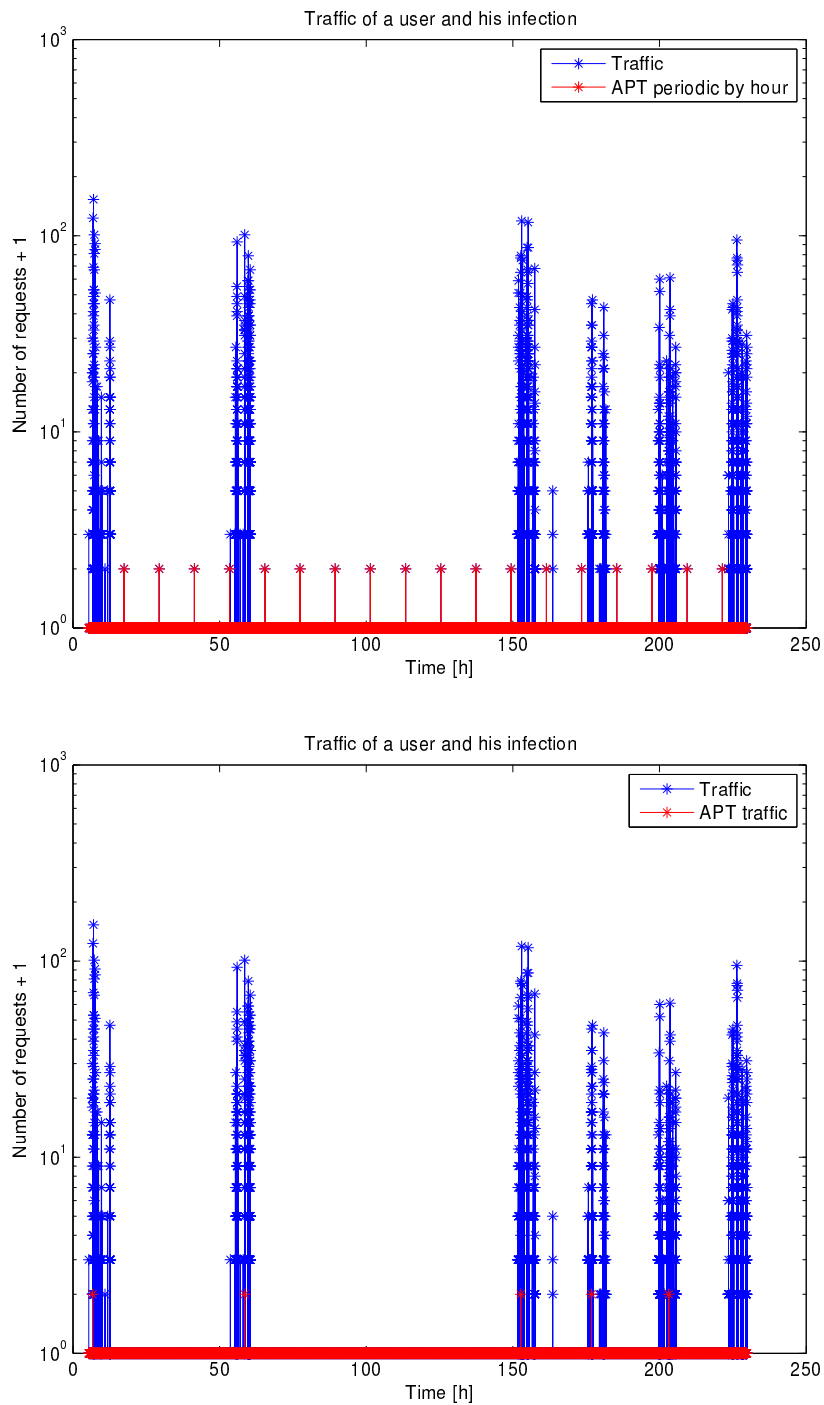 Traffic of a user and his infection
10^3
Traffic
APT periodic by hour
10^2
Number of requests + 1
10^1
10^0
0 50 100 150 200 250
Time [h]
Traffic of a user and his infection
10^3
Traffic
APT traffic
10^2
Number of requests + 1
10^1
10^0
0 50 100 150 200 250
Time [h]